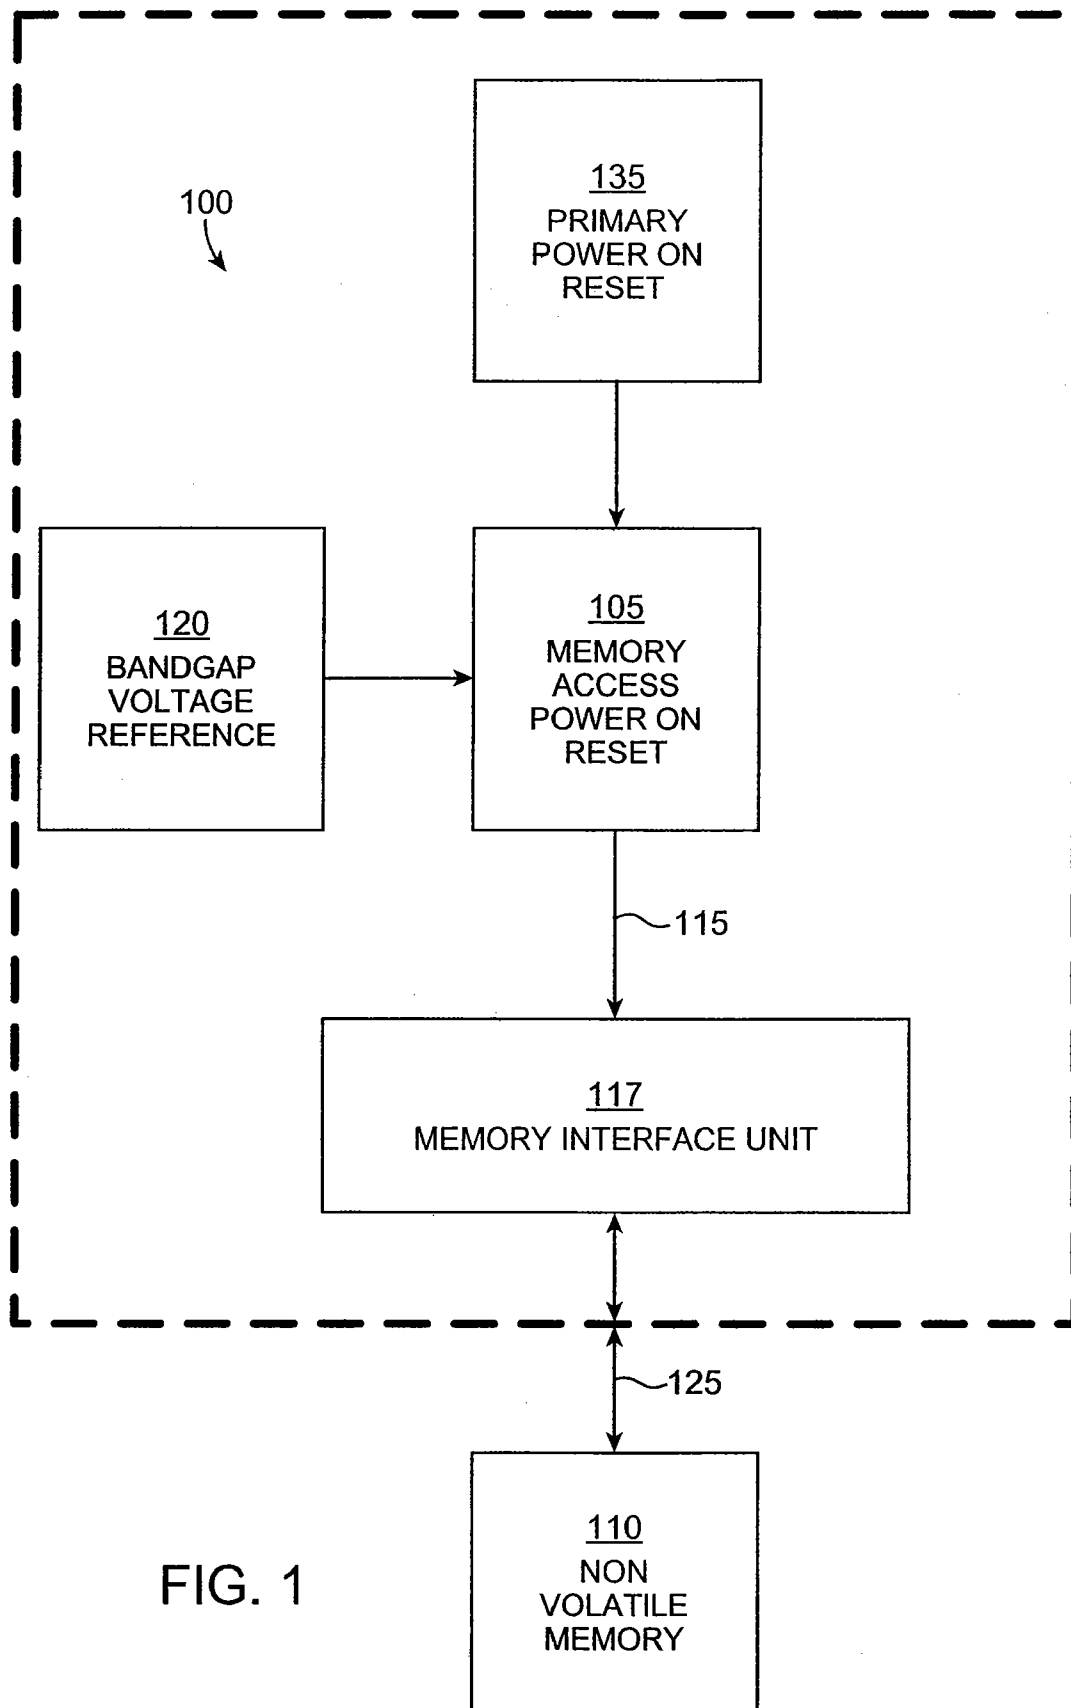 135
PRIMARY
POWER ON
RESET
100
120
BANDGAP
VOLTAGE
REFERENCE
105
MEMORY
ACCESS
POWER ON
RESET
115
117
MEMORY INTERFACE UNIT
125
110
NON
VOLATILE
MEMORY
FIG. 1